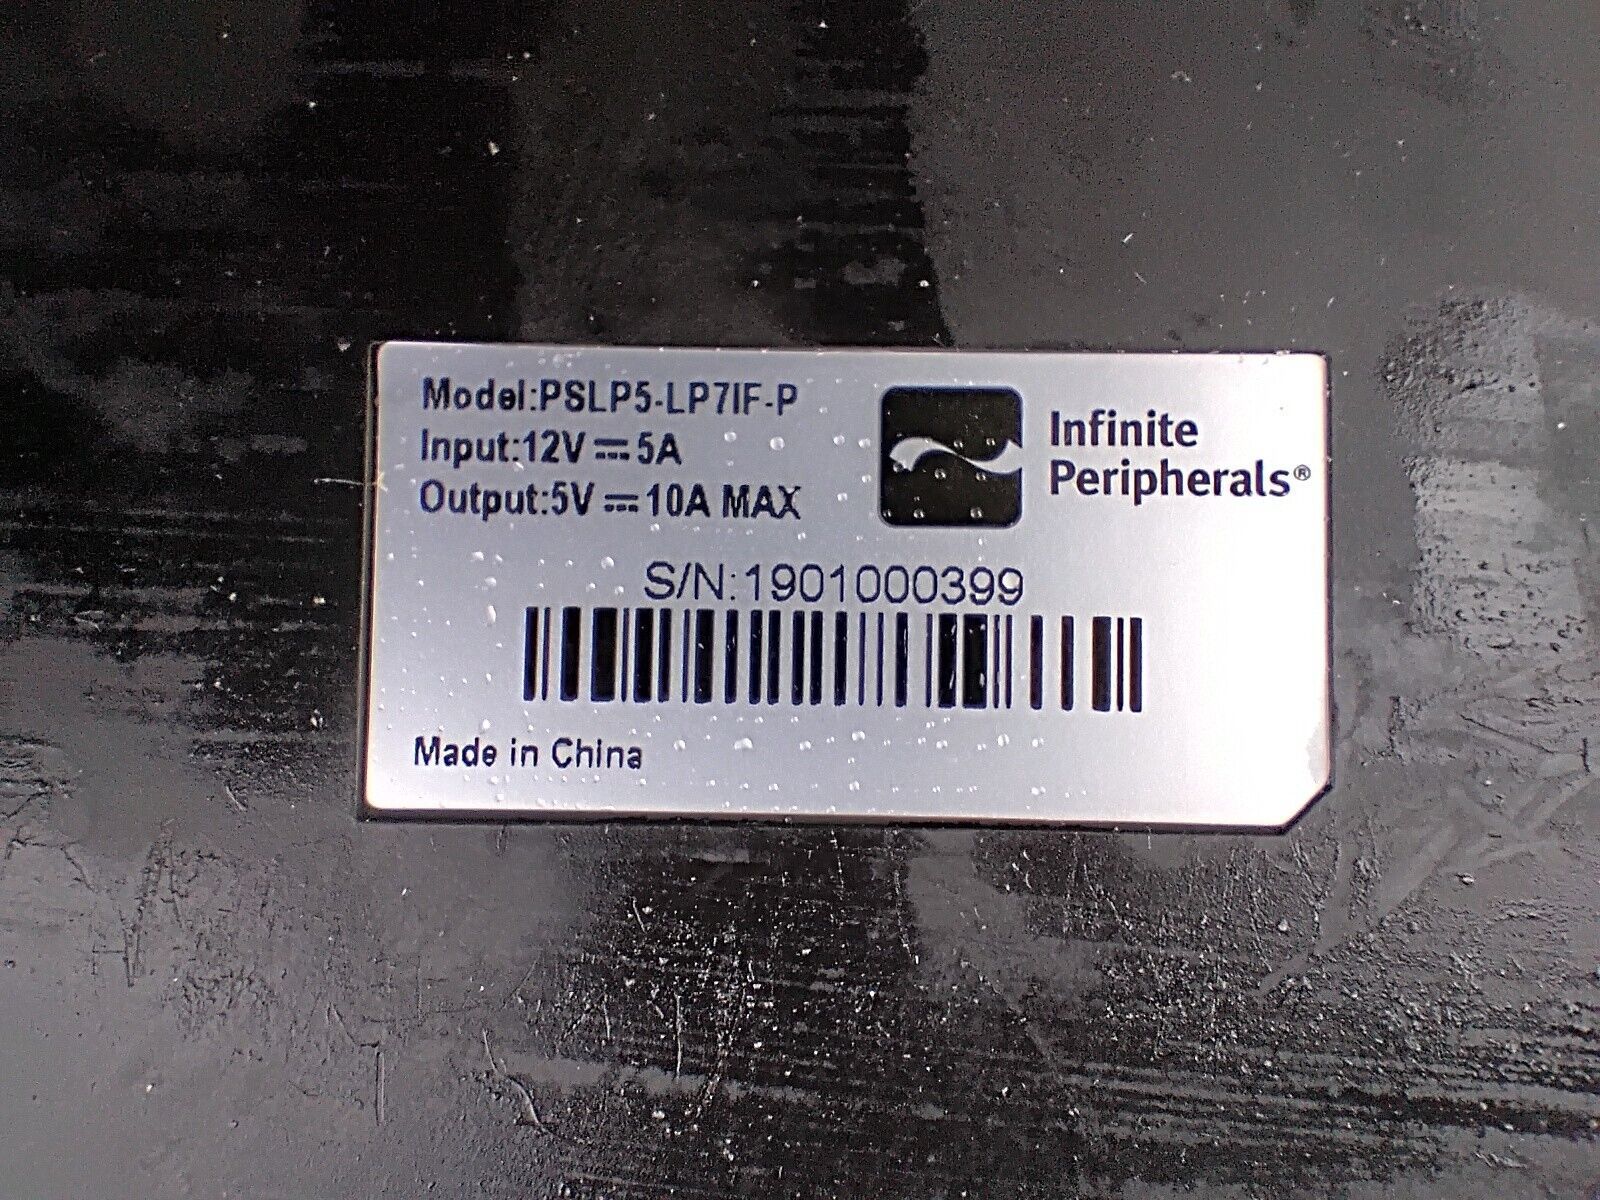 Model:PSLP5-LP7IF-P
Input:12V⎓5A
Output:5V⎓10A MAX
Infinite
Peripherals®
S/N:1901000399
Made in China